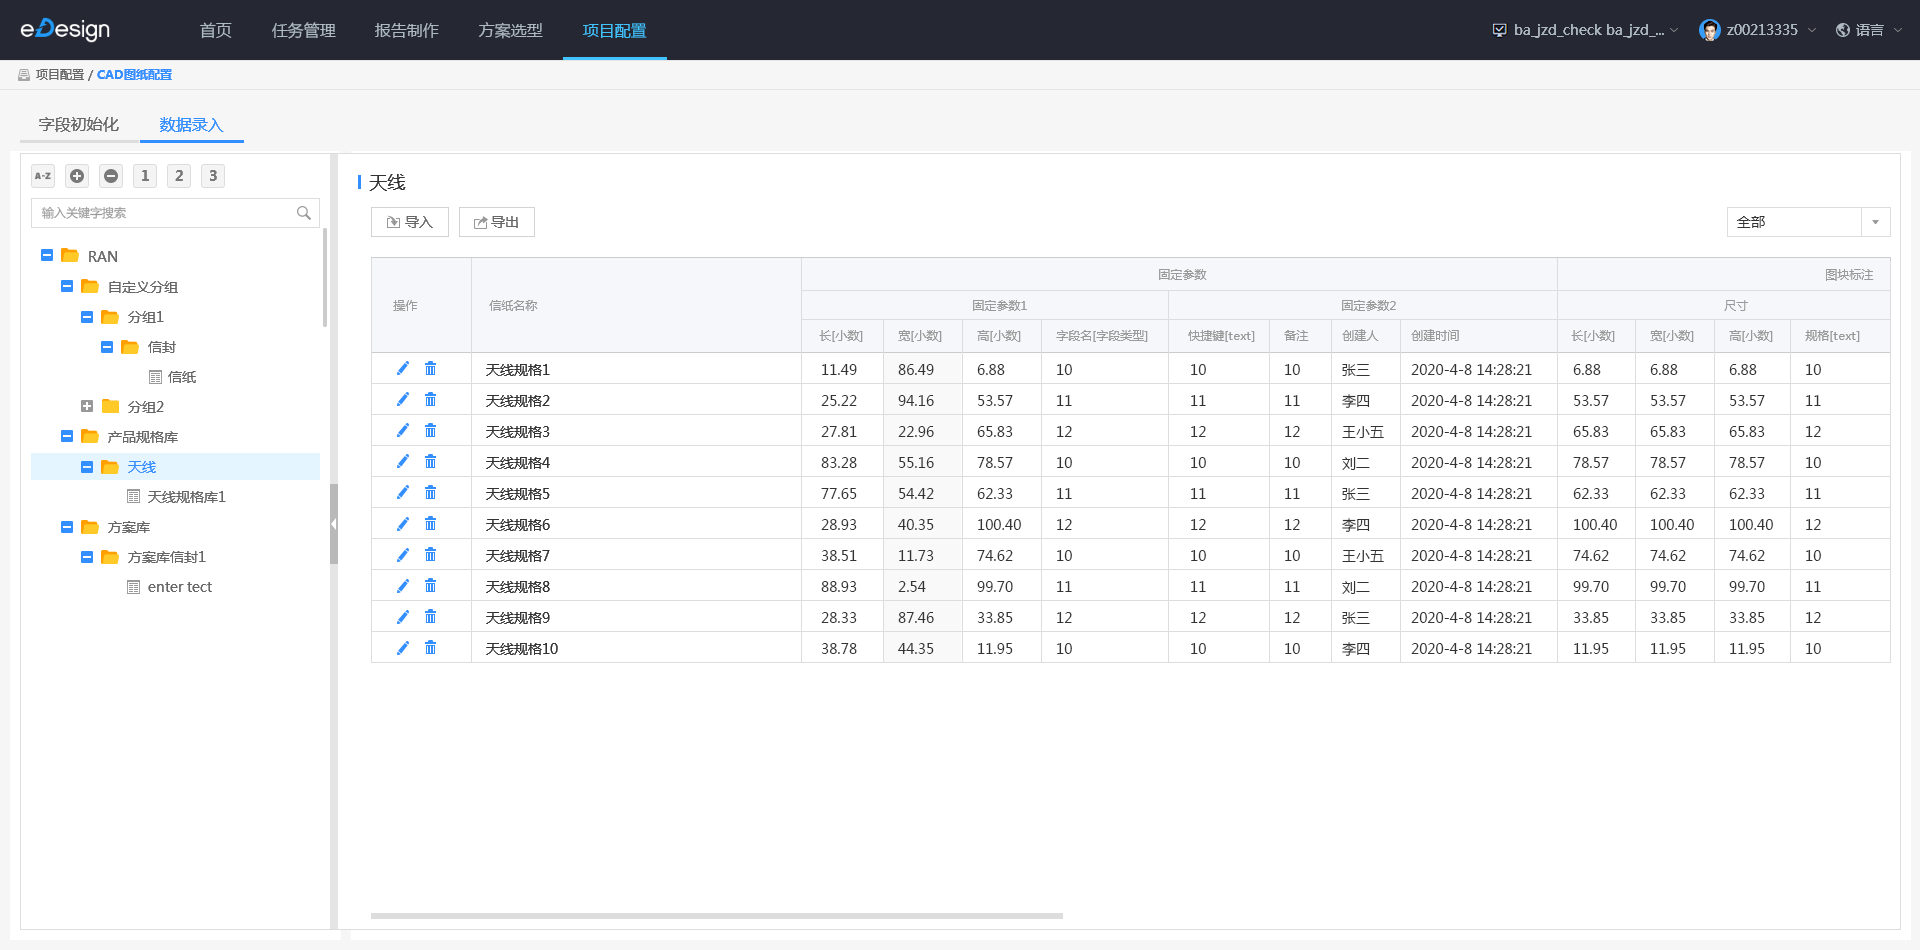 eDesign 首页 任务管理 报告制作 方案选型 项目配置 ba_jzd_check ba_jzd_... z00213335 语言
项目配置 / CAD图纸配置
字段初始化 数据录入
A-Z 1 2 3
输入关键字搜索
RAN
自定义分组
分组1
信封
信纸
分组2
产品规格库
天线
天线规格库1
方案库
方案库信封1
enter tect
天线
导入 导出 全部
操作 信纸名称 固定参数 图块标注
固定参数1 固定参数2 尺寸
长[小数] 宽[小数] 高[小数] 字段名[字段类型] 快捷键[text] 备注 创建人 创建时间 长[小数] 宽[小数] 高[小数] 规格[text]
天线规格1 11.49 86.49 6.88 10 10 10 张三 2020-4-8 14:28:21 6.88 6.88 6.88 10
天线规格2 25.22 94.16 53.57 11 11 11 李四 2020-4-8 14:28:21 53.57 53.57 53.57 11
天线规格3 27.81 22.96 65.83 12 12 12 王小五 2020-4-8 14:28:21 65.83 65.83 65.83 12
天线规格4 83.28 55.16 78.57 10 10 10 刘二 2020-4-8 14:28:21 78.57 78.57 78.57 10
天线规格5 77.65 54.42 62.33 11 11 11 张三 2020-4-8 14:28:21 62.33 62.33 62.33 11
天线规格6 28.93 40.35 100.40 12 12 12 李四 2020-4-8 14:28:21 100.40 100.40 100.40 12
天线规格7 38.51 11.73 74.62 10 10 10 王小五 2020-4-8 14:28:21 74.62 74.62 74.62 10
天线规格8 88.93 2.54 99.70 11 11 11 刘二 2020-4-8 14:28:21 99.70 99.70 99.70 11
天线规格9 28.33 87.46 33.85 12 12 12 张三 2020-4-8 14:28:21 33.85 33.85 33.85 12
天线规格10 38.78 44.35 11.95 10 10 10 李四 2020-4-8 14:28:21 11.95 11.95 11.95 10